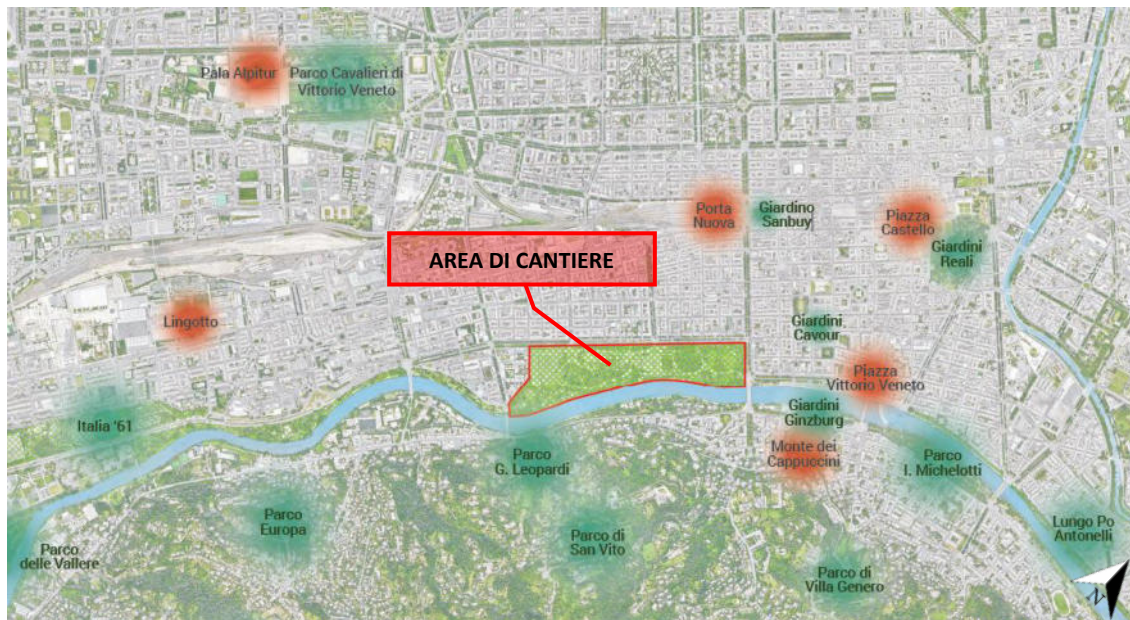 Pala Alpitur
Parco Cavalieri di
Vittorio Veneto
Porta
Nuova
Giardino
Sanbuy
Piazza
Castello
Giardini
Reali
AREA DI CANTIERE
Lingotto
Giardini
Cavour
Piazza
Vittorio Veneto
Italia '61
Giardini
Ginzburg
Monte dei
Cappuccini
Parco
G. Leopardi
Parco
I. Michelotti
Parco
Europa
Parco di
San Vito
Lungo Po
Antonelli
Parco
delle Vallere
Parco di
Villa Genero
N